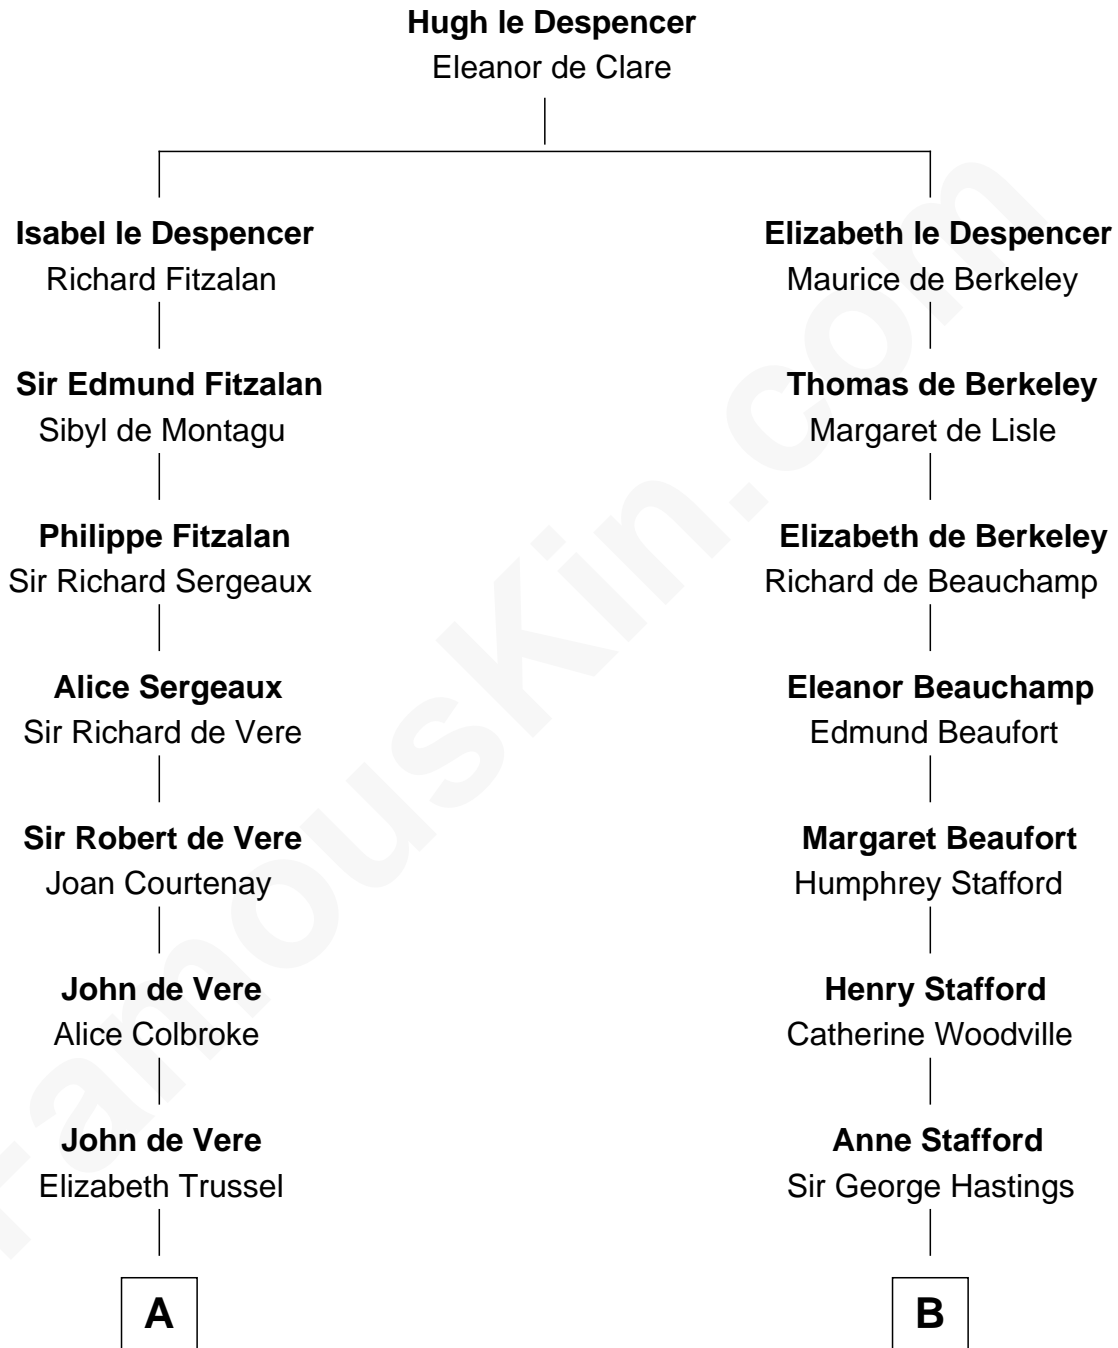 Hugh le Despencer
Eleanor de Clare
Isabel le Despencer
Richard Fitzalan
Sir Edmund Fitzalan
Sibyl de Montagu
Philippe Fitzalan
Sir Richard Sergeaux
Alice Sergeaux
Sir Richard de Vere
Sir Robert de Vere
Joan Courtenay
John de Vere
Alice Colbroke
John de Vere
Elizabeth Trussel
A
Elizabeth le Despencer
Maurice de Berkeley
Thomas de Berkeley
Margaret de Lisle
Elizabeth de Berkeley
Richard de Beauchamp
Eleanor Beauchamp
Edmund Beaufort
Margaret Beaufort
Humphrey Stafford
Henry Stafford
Catherine Woodville
Anne Stafford
Sir George Hastings
B
FamousKin.com